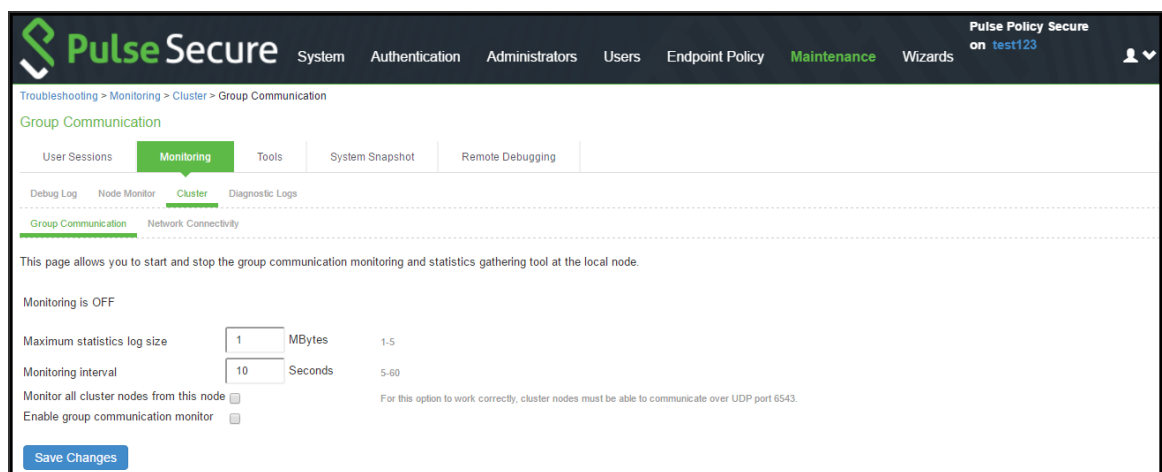 Pulse Secure
System Authentication Administrators Users Endpoint Policy Maintenance Wizards
Pulse Policy Secure
on test123
Troubleshooting > Monitoring > Cluster > Group Communication
Group Communication
User Sessions Monitoring Tools System Snapshot Remote Debugging
Debug Log Node Monitor Cluster Diagnostic Logs
Group Communication Network Connectivity
This page allows you to start and stop the group communication monitoring and statistics gathering tool at the local node.
Monitoring is OFF
Maximum statistics log size 1 MBytes 1-5
Monitoring interval 10 Seconds 5-60
Monitor all cluster nodes from this node For this option to work correctly, cluster nodes must be able to communicate over UDP port 6543.
Enable group communication monitor
Save Changes